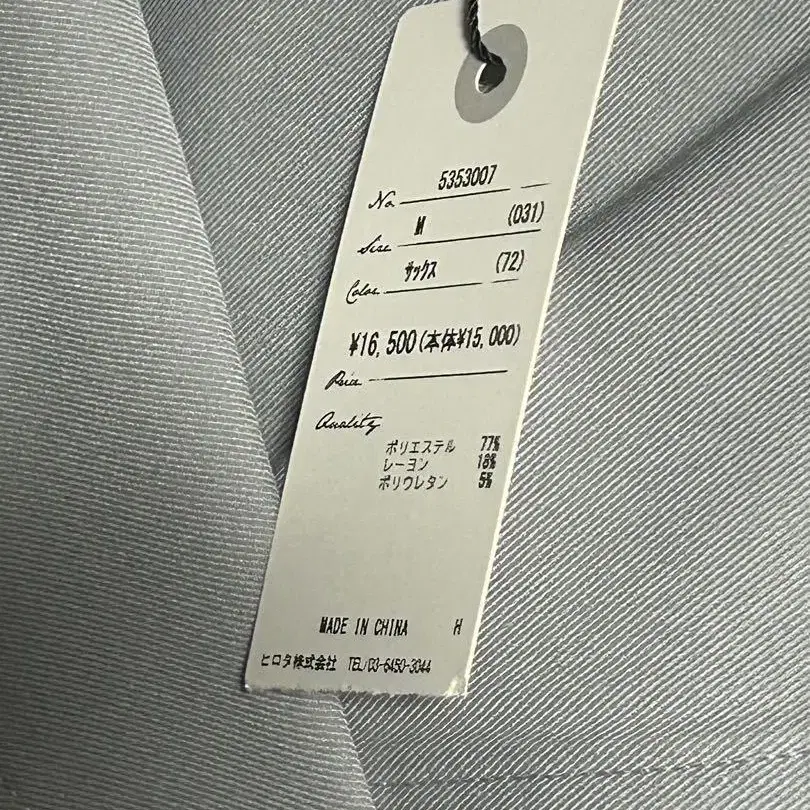 No. 5353007
Size M (031)
Color サックス (72)
¥16,500(本体¥15,000)
Price
Quality
ポリエステル 77%
レーヨン 18%
ポリウレタン 5%
MADE IN CHINA H
ヒロタ株式会社 TEL/03-6450-3044